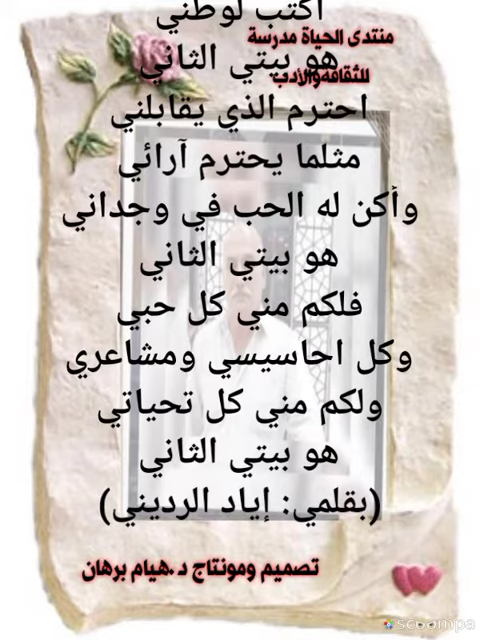 اكتب لوطني
منتدى الحياة مدرسة
هو بيتي الثاني
للثقافة والأدب
احترم الذي يقابلني
مثلما يحترم آرائي
وأكن له الحب في وجداني
هو بيتي الثاني
فلكم مني كل حبي
وكل احاسيسي ومشاعري
ولكم مني كل تحياتي
هو بيتي الثاني
(بقلمي: إياد الرديني)
تصميم ومونتاج د.هيام برهان
scoompa